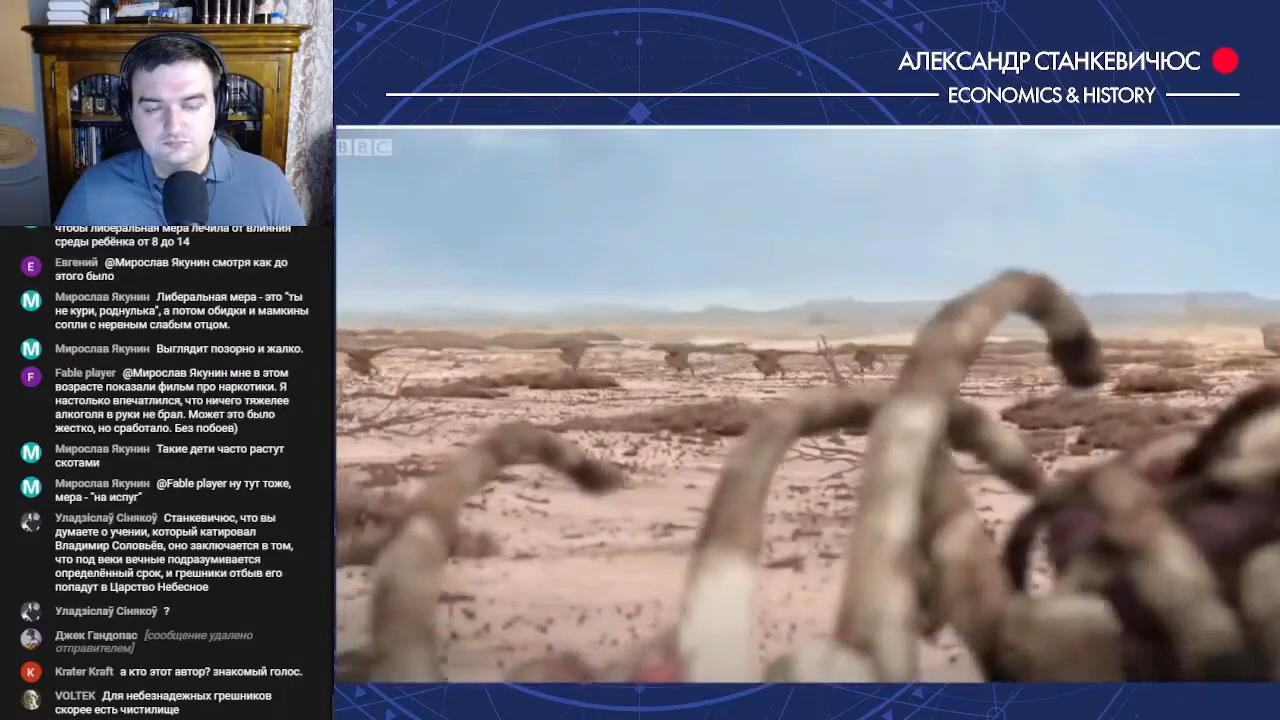 АЛЕКСАНДР СТАНКЕВИЧЮС
ECONOMICS & HISTORY
BBC
чтобы либеральная мера лечила от влияния
среды ребёнка от 8 до 14
Е
Евгений @Мирослав Якунин смотря как до
этого было
М
Мирослав Якунин Либеральная мера - это "ты
не кури, роднулька", а потом обидки и мамкины
сопли с нервным слабым отцом.
М
Мирослав Якунин Выглядит позорно и жалко.
F
Fable player @Мирослав Якунин мне в этом
возрасте показали фильм про наркотики. Я
настолько впечатлился, что ничего тяжелее
алкоголя в руки не брал. Может это было
жестко, но сработало. Без побоев)
М
Мирослав Якунин Такие дети часто растут
скотами
М
Мирослав Якунин @Fable player ну тут тоже,
мера - "на испуг"
Уладзіслаў Сінякоў Станкевичюс, что вы
думаете о учении, который катировал
Владимир Соловьёв, оно заключается в том,
что под веки вечные подразумивается
определённый срок, и грешники отбыв его
попадут в Царство Небесное
Уладзіслаў Сінякоў ?
Джек Гандопас [сообщение удалено
отправителем]
K
Krater Kraft а кто этот автор? знакомый голос.
VOLTEK Для небезнадежных грешников
скорее есть чистилище